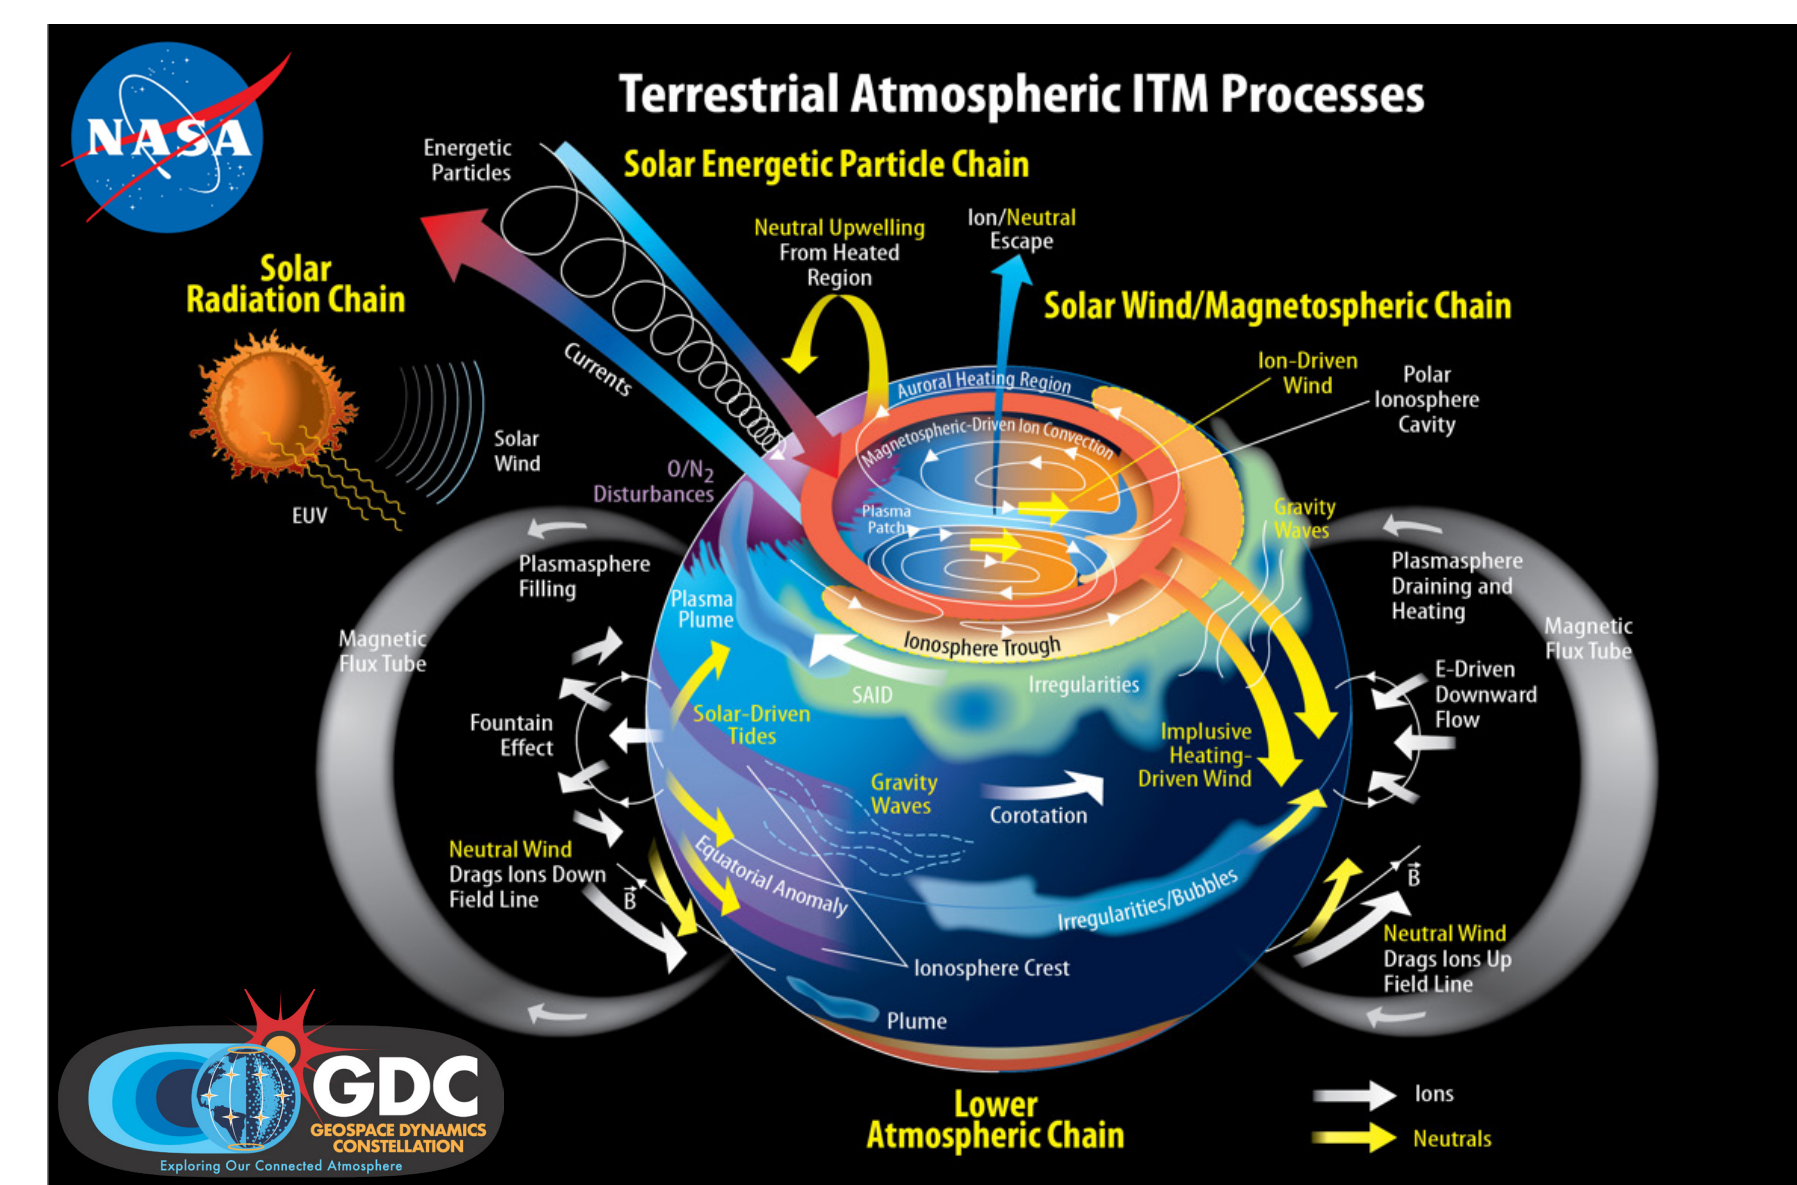 NASA
Terrestrial Atmospheric ITM Processes
Solar Energetic Particle Chain
Energetic
Particles
Neutral Upwelling
From Heated
Region
Ion/Neutral
Escape
Solar
Radiation Chain
Solar Wind/Magnetospheric Chain
Currents
Ion-Driven
Wind
Polar
Ionosphere
Cavity
Auroral Heating Region
Magnetospheric-Driven Ion Convection
Solar
Wind
EUV
O/N2
Disturbances
Plasma
Patch
Gravity
Waves
Plasmasphere
Filling
Plasmasphere
Draining and
Heating
Plasma
Plume
Magnetic
Flux Tube
Magnetic
Flux Tube
Ionosphere Trough
SAID
Irregularities
E-Driven
Downward
Flow
Fountain
Effect
Solar-Driven
Tides
Implusive
Heating-
Driven Wind
Gravity
Waves
Corotation
Neutral Wind
Drags Ions Down
Field Line
B
Equatorial Anomaly
Irregularities/Bubbles
B
Neutral Wind
Drags Ions Up
Field Line
Ionosphere Crest
Plume
GDC
GEOSPACE DYNAMICS
CONSTELLATION
Exploring Our Connected Atmosphere
Lower
Atmospheric Chain
Ions
Neutrals